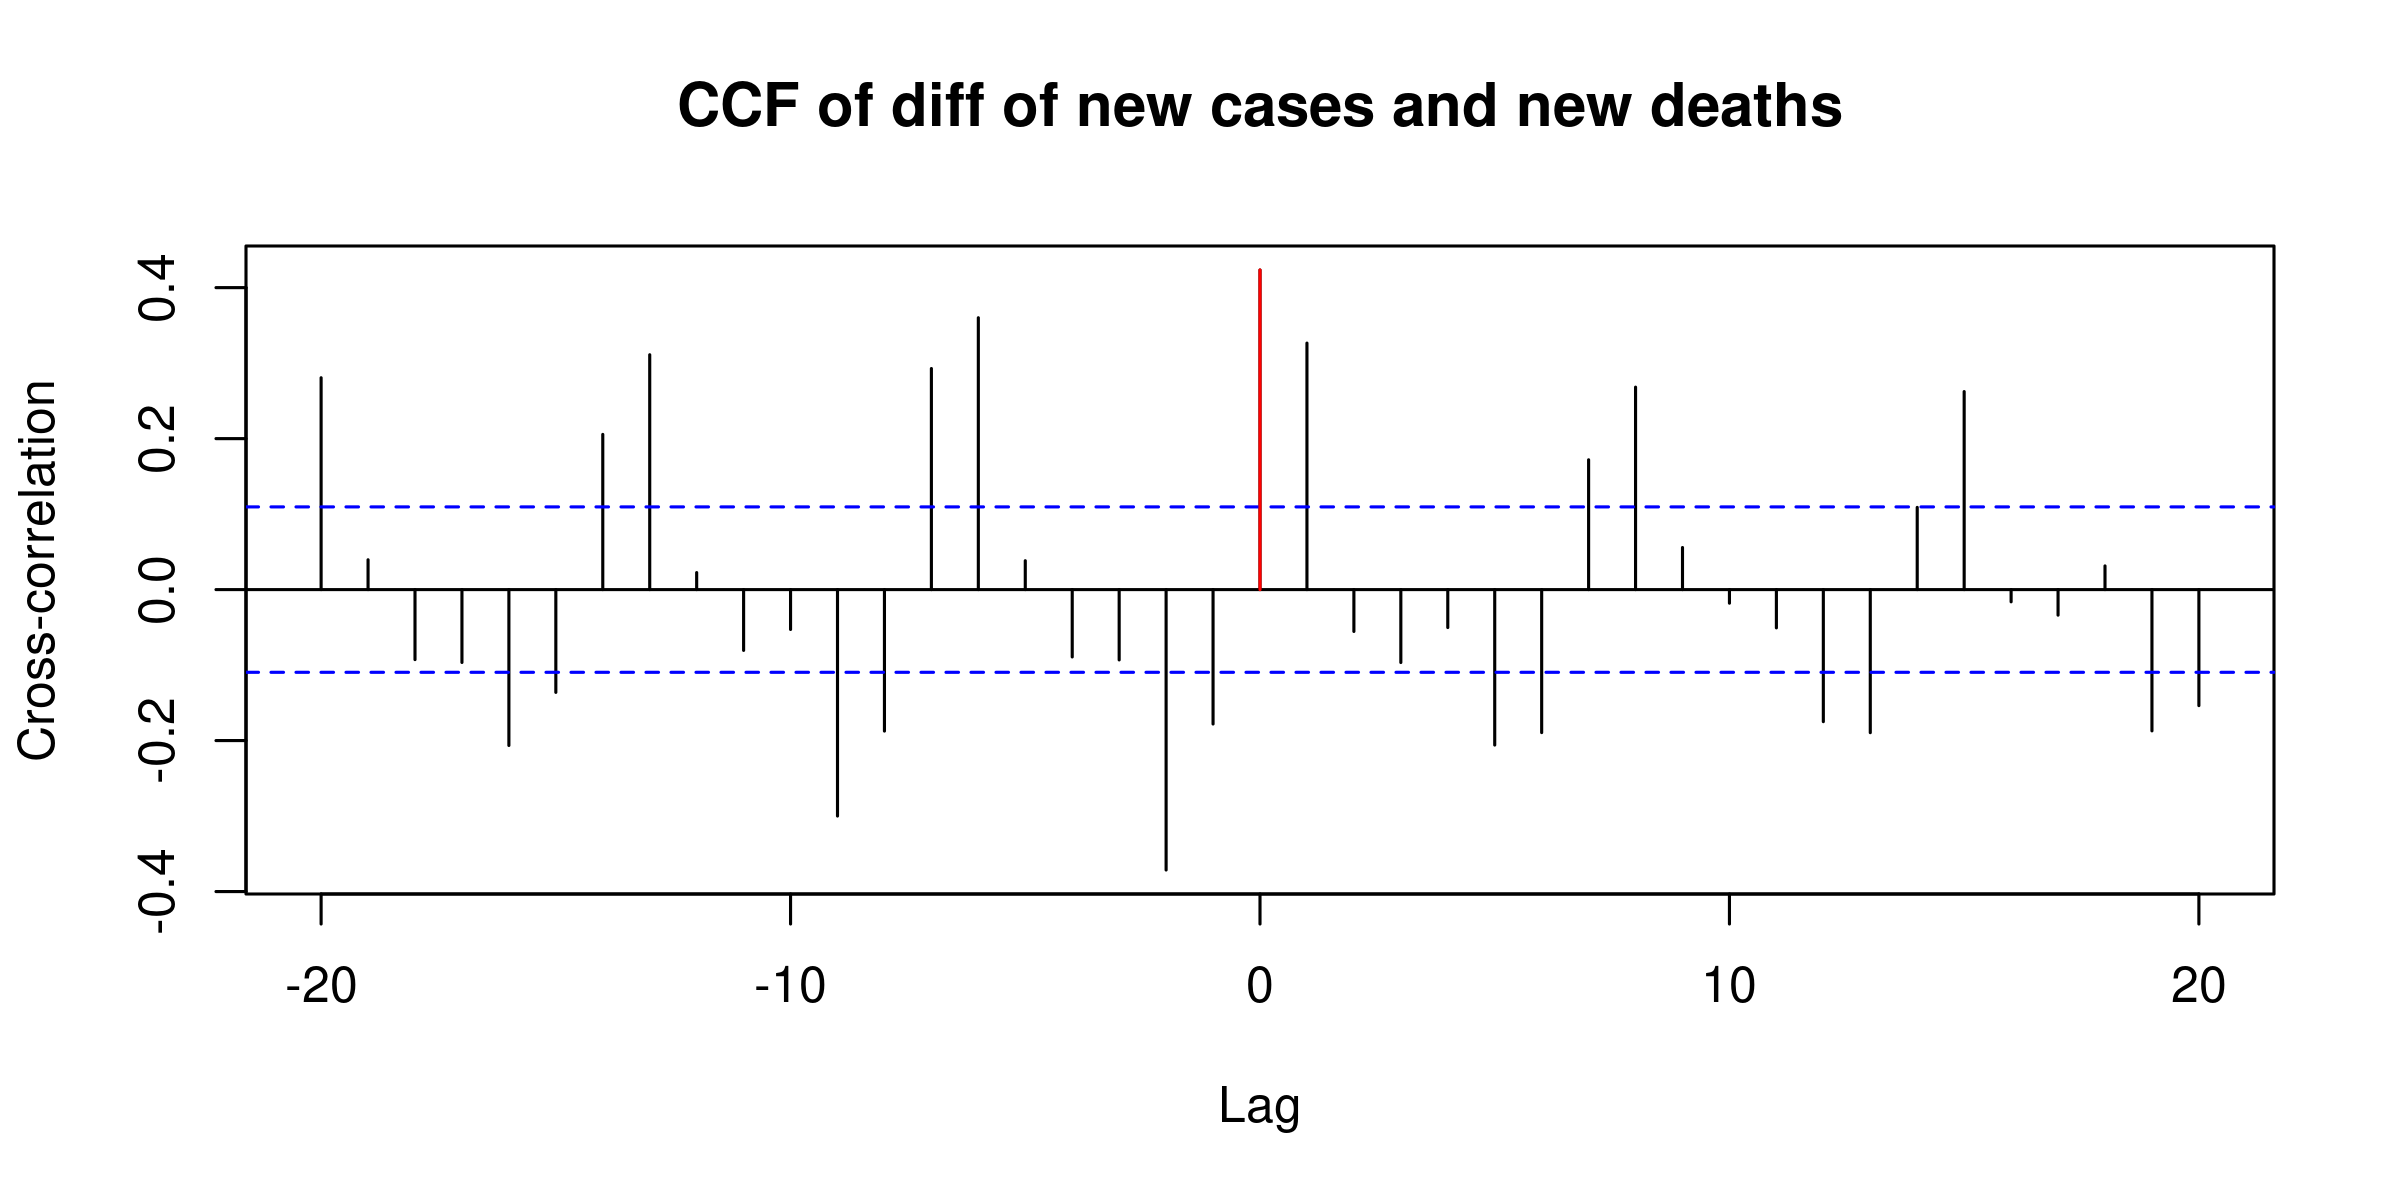 CCF of diff of new cases and new deaths
Cross-correlation
0.4
0.2
0.0
-0.2
-0.4
-20 -10 0 10 20
Lag